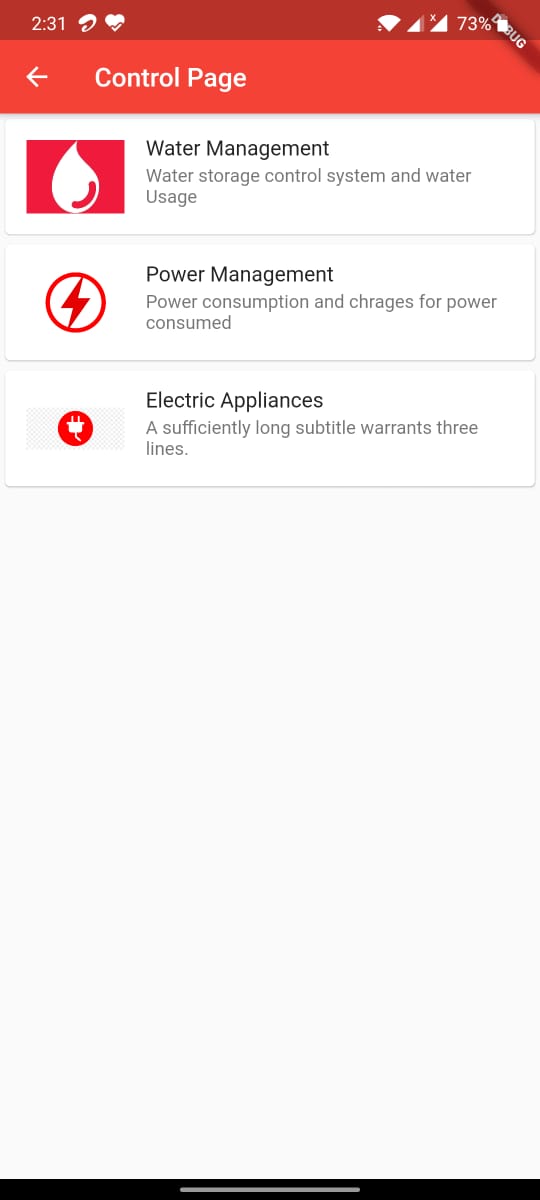 2:31 73%
DEBUG
Control Page
Water Management
Water storage control system and water
Usage
Power Management
Power consumption and chrages for power
consumed
Electric Appliances
A sufficiently long subtitle warrants three
lines.